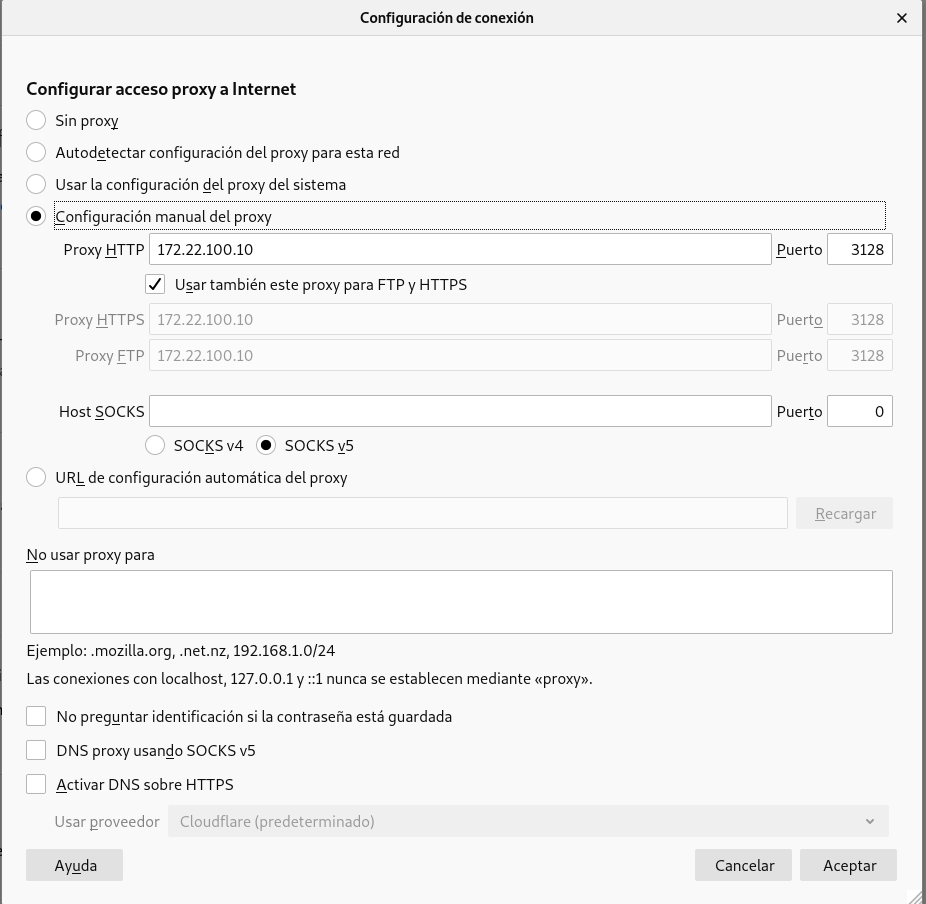 Configuración de conexión
Configurar acceso proxy a Internet
Sin proxy
Autodetectar configuración del proxy para esta red
Usar la configuración del proxy del sistema
Configuración manual del proxy
Proxy HTTP 172.22.100.10 Puerto 3128
Usar también este proxy para FTP y HTTPS
Proxy HTTPS 172.22.100.10 Puerto 3128
Proxy FTP 172.22.100.10 Puerto 3128
Host SOCKS Puerto 0
SOCKS v4 SOCKS v5
URL de configuración automática del proxy
Recargar
No usar proxy para
Ejemplo: .mozilla.org, .net.nz, 192.168.1.0/24
Las conexiones con localhost, 127.0.0.1 y ::1 nunca se establecen mediante «proxy».
No preguntar identificación si la contraseña está guardada
DNS proxy usando SOCKS v5
Activar DNS sobre HTTPS
Usar proveedor Cloudflare (predeterminado)
Ayuda Cancelar Aceptar